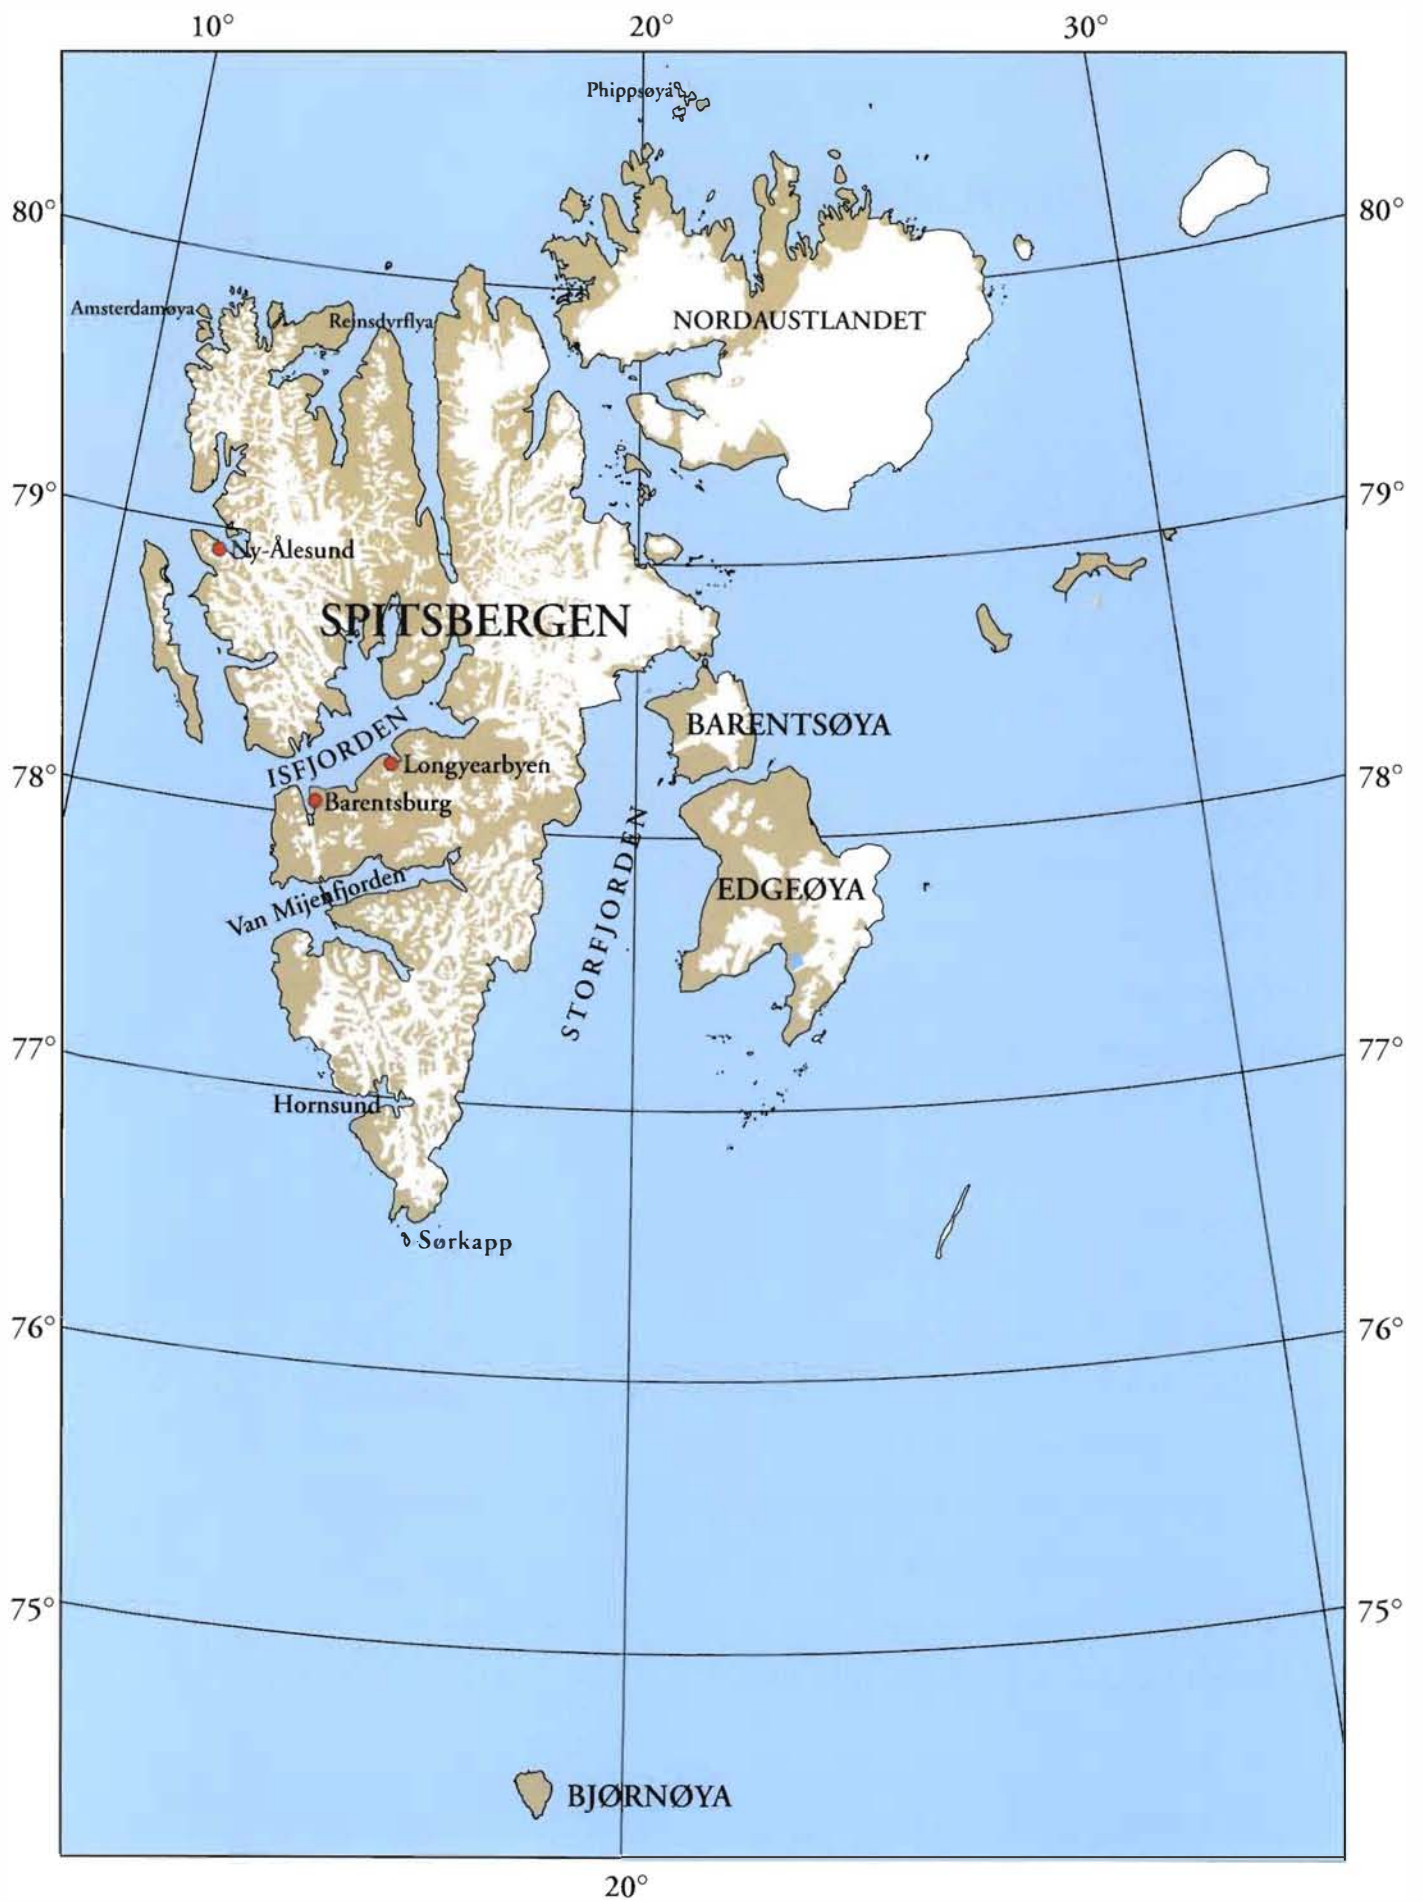 10°
20°
30°
Phippsøya
80°
80°
Amsterdamøya
Reinsdyrflya
NORDAUSTLANDET
79°
79°
Ny-Ålesund
SPITSBERGEN
BARENTSØYA
ISFJORDEN
Longyearbyen
78°
78°
Barentsburg
STORFJORDEN
EDGEØYA
Van Mijenfjorden
77°
77°
Hornsund
Sørkapp
76°
76°
75°
75°
BJØRNØYA
20°